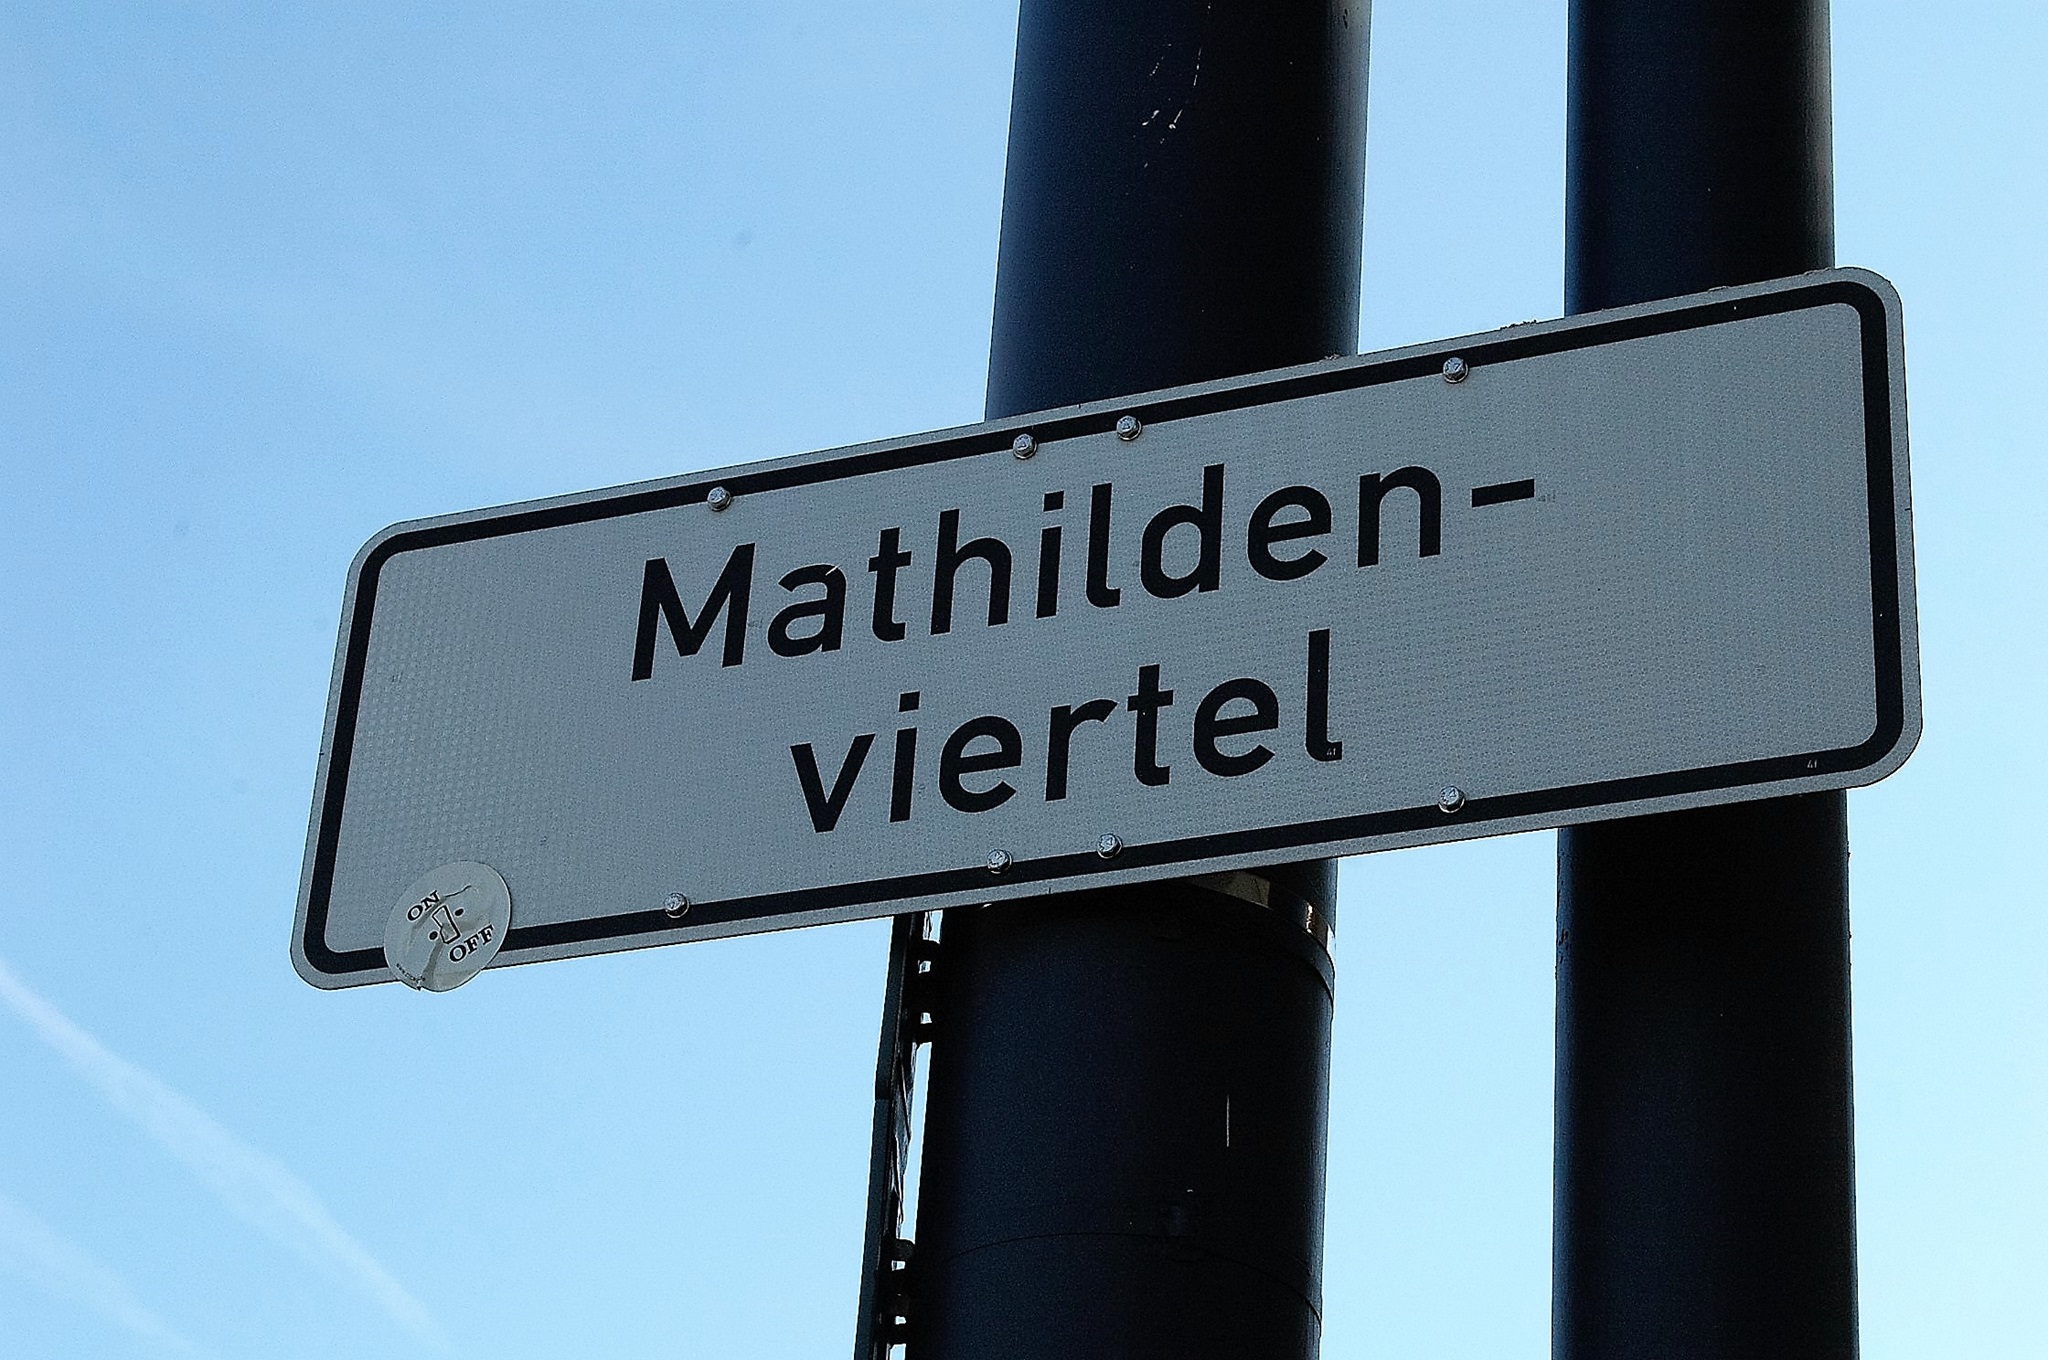 Mathilden-
viertel
ON
OFF